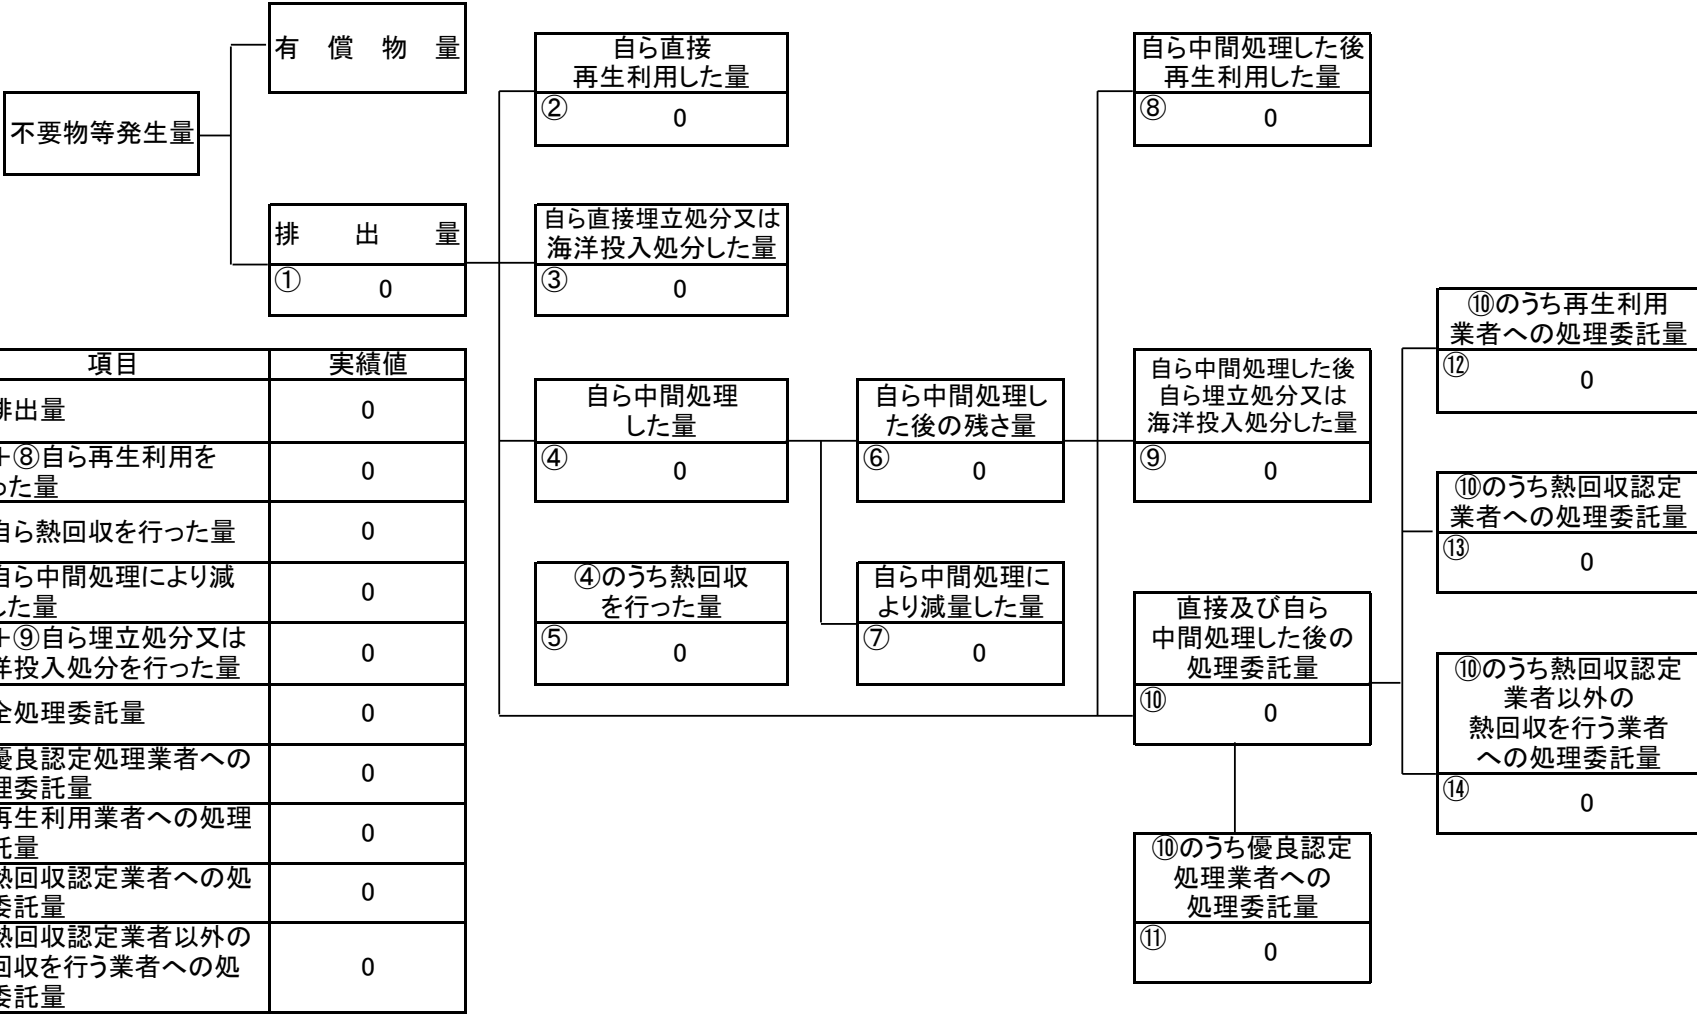 有償物量
不要物等発生量
排出量
① 0
自ら直接
再生利用した量
② 0
自ら直接埋立処分又は
海洋投入処分した量
③ 0
自ら中間処理
した量
④ 0
④のうち熱回収
を行った量
⑤ 0
自ら中間処理し
た後の残さ量
⑥ 0
自ら中間処理に
より減量した量
⑦ 0
自ら中間処理した後
再生利用した量
⑧ 0
自ら中間処理した後
自ら埋立処分又は
海洋投入処分した量
⑨ 0
直接及び自ら
中間処理した後の
処理委託量
⑩ 0
⑩のうち優良認定
処理業者への
処理委託量
⑪ 0
⑩のうち再生利用
業者への処理委託量
⑫ 0
⑩のうち熱回収認定
業者への処理委託量
⑬ 0
⑩のうち熱回収認定
業者以外の
熱回収を行う業者
への処理委託量
⑭ 0
項目 実績値
排出量 0
+⑧自ら再生利用を
った量 0
自ら熱回収を行った量 0
自ら中間処理により減
した量 0
+⑨自ら埋立処分又は
洋投入処分を行った量 0
全処理委託量 0
優良認定処理業者への
理委託量 0
再生利用業者への処理
託量 0
熱回収認定業者への処
委託量 0
熱回収認定業者以外の
回収を行う業者への処
委託量 0